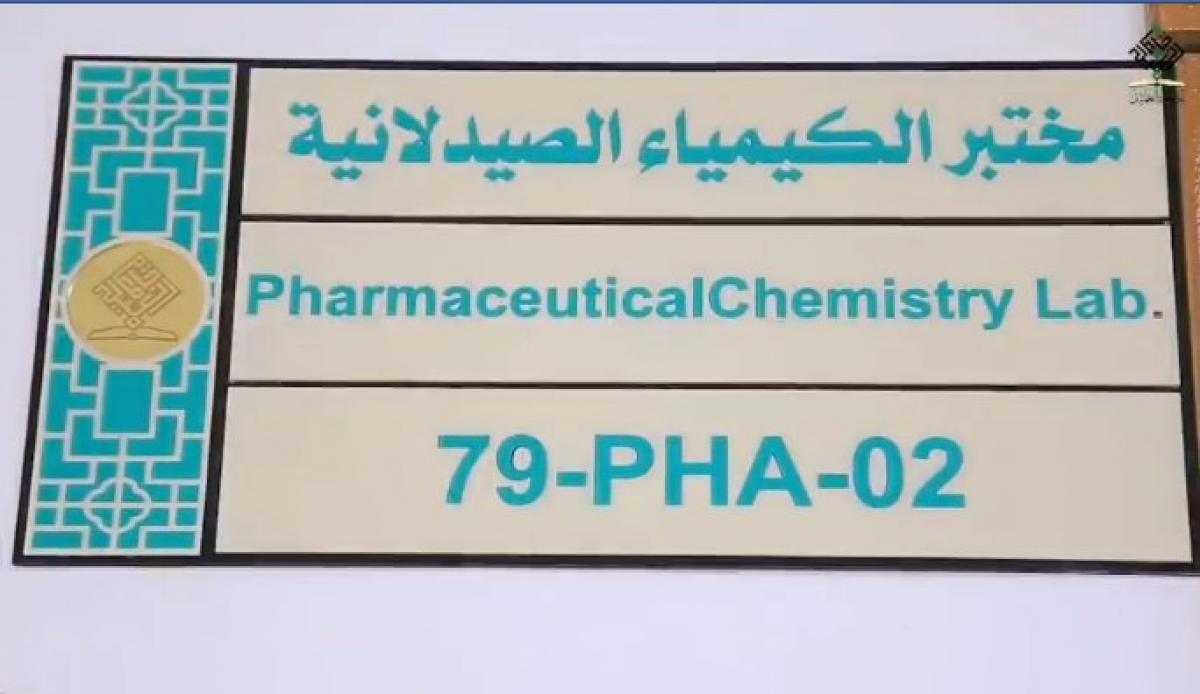 مختبر الكيمياء الصيدلانية
PharmaceuticalChemistry Lab.
79-PHA-02